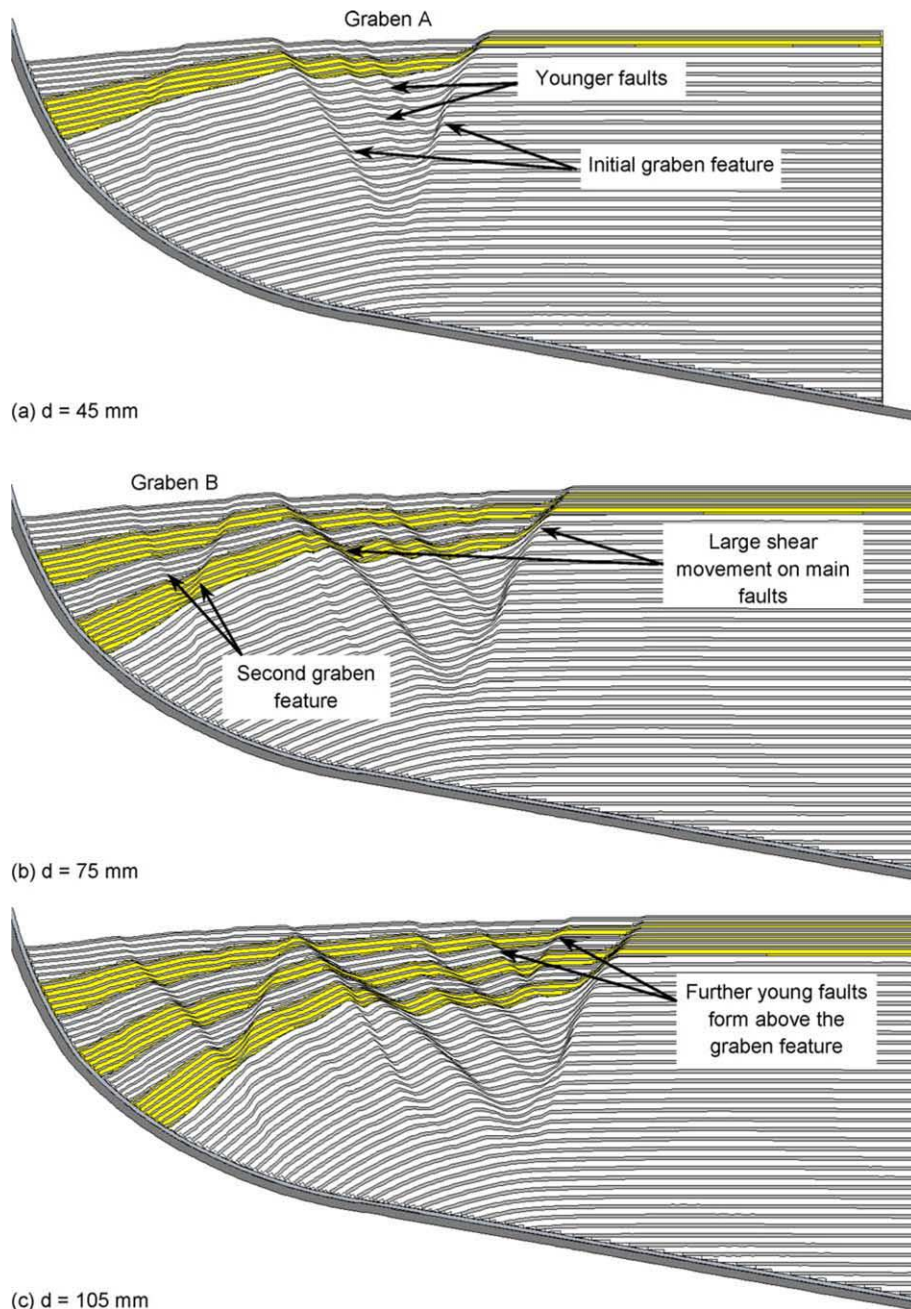 Graben A
Younger faults
Initial graben feature
(a) d = 45 mm
Graben B
Large shear
movement on main
faults
Second graben
feature
(b) d = 75 mm
Further young faults
form above the
graben feature
(c) d = 105 mm